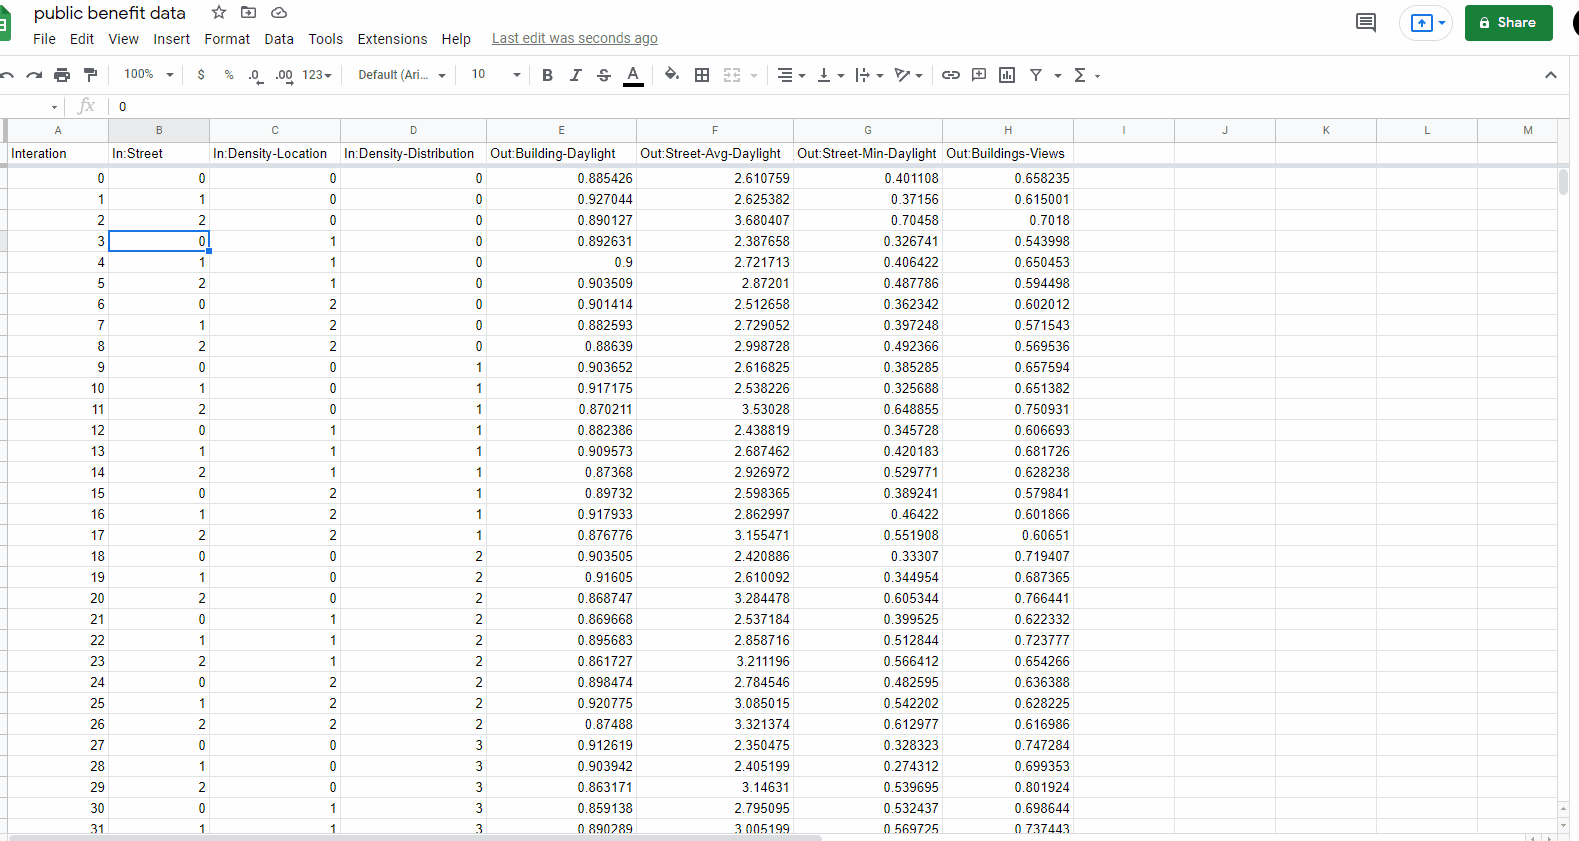 public benefit data
File Edit View Insert Format Data Tools Extensions Help Last edit was seconds ago
Share
100% $ % .0 .00 123 Default (Ari... 10 B I S A Σ
fx 0
A B C D E F G H I J K L M
Interation In:Street In:Density-Location In:Density-Distribution Out:Building-Daylight Out:Street-Avg-Daylight Out:Street-Min-Daylight Out:Buildings-Views
0 0 0 0 0.885426 2.610759 0.401108 0.658235
1 1 0 0 0.927044 2.625382 0.37156 0.615001
2 2 0 0 0.890127 3.680407 0.70458 0.7018
3 0 1 0 0.892631 2.387658 0.326741 0.543998
4 1 1 0 0.9 2.721713 0.406422 0.650453
5 2 1 0 0.903509 2.87201 0.487786 0.594498
6 0 2 0 0.901414 2.512658 0.362342 0.602012
7 1 2 0 0.882593 2.729052 0.397248 0.571543
8 2 2 0 0.88639 2.998728 0.492366 0.569536
9 0 0 1 0.903652 2.616825 0.385285 0.657594
10 1 0 1 0.917175 2.538226 0.325688 0.651382
11 2 0 1 0.870211 3.53028 0.648855 0.750931
12 0 1 1 0.882386 2.438819 0.345728 0.606693
13 1 1 1 0.909573 2.687462 0.420183 0.681726
14 2 1 1 0.87368 2.926972 0.529771 0.628238
15 0 2 1 0.89732 2.598365 0.389241 0.579841
16 1 2 1 0.917933 2.862997 0.46422 0.601866
17 2 2 1 0.876776 3.155471 0.551908 0.60651
18 0 0 2 0.903505 2.420886 0.33307 0.719407
19 1 0 2 0.91605 2.610092 0.344954 0.687365
20 2 0 2 0.868747 3.284478 0.605344 0.766441
21 0 1 2 0.869668 2.537184 0.399525 0.622332
22 1 1 2 0.895683 2.858716 0.512844 0.723777
23 2 1 2 0.861727 3.211196 0.566412 0.654266
24 0 2 2 0.898474 2.784546 0.482595 0.636388
25 1 2 2 0.920775 3.085015 0.542202 0.628225
26 2 2 2 0.87488 3.321374 0.612977 0.616986
27 0 0 3 0.912619 2.350475 0.328323 0.747284
28 1 0 3 0.903942 2.405199 0.274312 0.699353
29 2 0 3 0.863171 3.14631 0.539695 0.801924
30 0 1 3 0.859138 2.795095 0.532437 0.698644
31 1 1 3 0.890289 3.005199 0.569725 0.737443